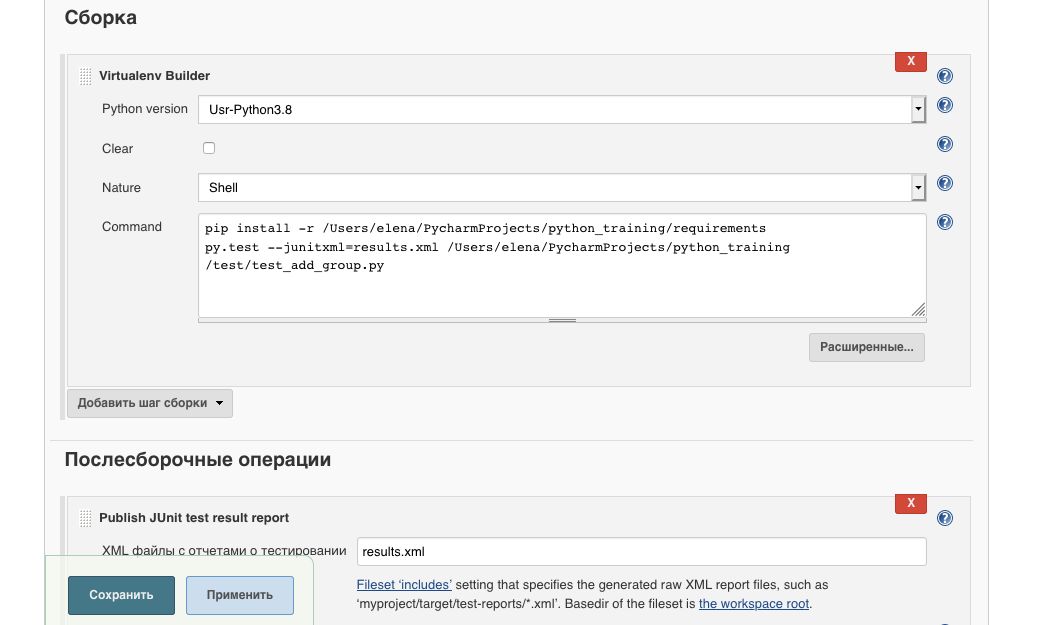 Сборка
X
Virtualenv Builder
Python version
Usr-Python3.8
Clear
Nature
Shell
Command
pip install -r /Users/elena/PycharmProjects/python_training/requirements
py.test --junitxml=results.xml /Users/elena/PycharmProjects/python_training
/test/test_add_group.py
Расширенные...
Добавить шаг сборки
Послесборочные операции
X
Publish JUnit test result report
XML файлы с отчетами о тестировании
results.xml
Fileset ‘includes’ setting that specifies the generated raw XML report files, such as
‘myproject/target/test-reports/*.xml’. Basedir of the fileset is the workspace root.
Сохранить
Применить